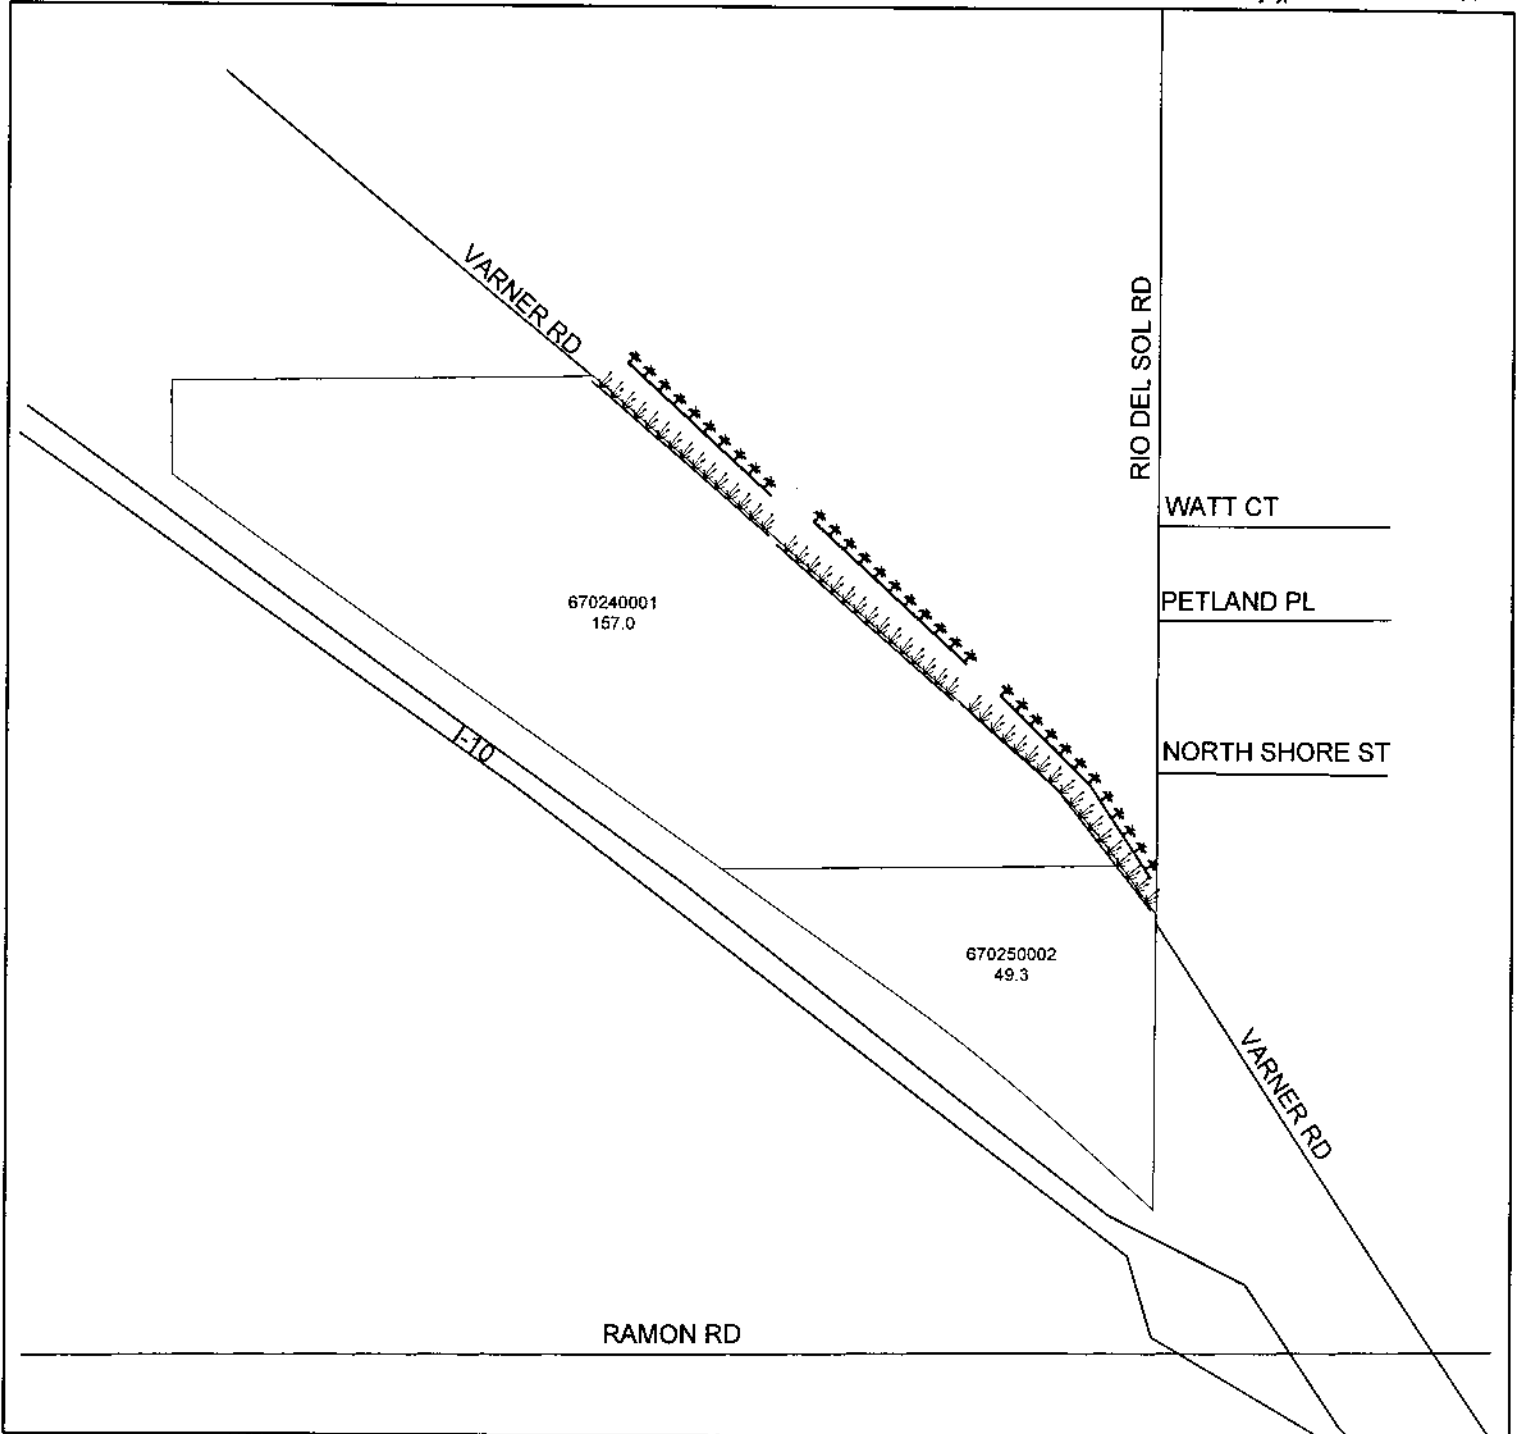 VARNER RD
RIO DEL SOL RD
WATT CT
PETLAND PL
670240001
157.0
I-10
NORTH SHORE ST
670250002
49.3
VARNER RD
RAMON RD